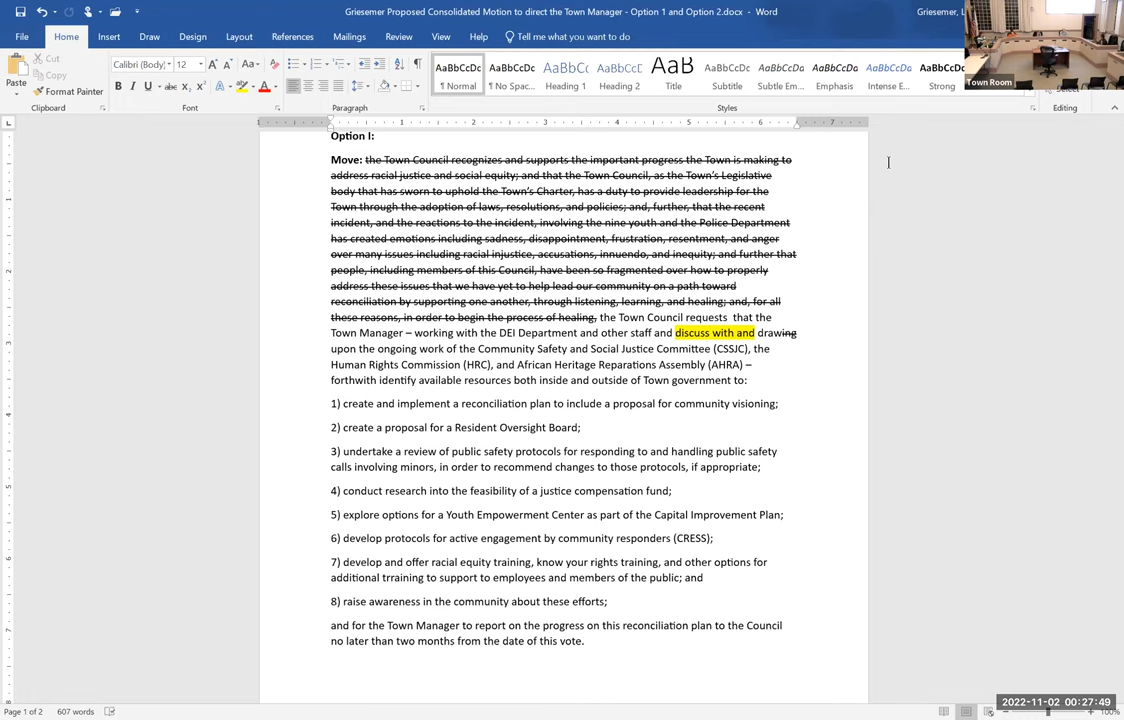 Griesemer Proposed Consolidated Motion to direct the Town Manager - Option 1 and Option 2.docx - Word
Griesemer, L
File Home Insert Draw Design Layout References Mailings Review View Help Tell me what you want to do
Town Room
Paste
Cut
Copy
Format Painter
Calibri (Body) 12
B I U abc x₂ x²
AaBbCcDc AaBbCcDc AaBbC AaBbCcC AaB AaBbCcD AaBbCcDa AaBbCcDa AaBbCcDa AaBbCcDc
¶ Normal ¶ No Spac... Heading 1 Heading 2 Title Subtitle Subtle Em... Emphasis Intense E... Strong
Clipboard Font Paragraph Styles Editing
1 2 3 4 5 6 7
Option I:
Move: the Town Council recognizes and supports the important progress the Town is making to
address racial justice and social equity; and that the Town Council, as the Town's Legislative
body that has sworn to uphold the Town's Charter, has a duty to provide leadership for the
Town through the adoption of laws, resolutions, and policies; and, further, that the recent
incident, and the reactions to the incident, involving the nine youth and the Police Department
has created emotions including sadness, disappointment, frustration, resentment, and anger
over many issues including racial injustice, accusations, innuendo, and inequity; and further that
people, including members of this Council, have been so fragmented over how to properly
address these issues that we have yet to help lead our community on a path toward
reconciliation by supporting one another, through listening, learning, and healing; and, for all
these reasons, in order to begin the process of healing, the Town Council requests  that the
Town Manager – working with the DEI Department and other staff and discuss with and drawing
upon the ongoing work of the Community Safety and Social Justice Committee (CSSJC), the
Human Rights Commission (HRC), and African Heritage Reparations Assembly (AHRA) –
forthwith identify available resources both inside and outside of Town government to:
1) create and implement a reconciliation plan to include a proposal for community visioning;
2) create a proposal for a Resident Oversight Board;
3) undertake a review of public safety protocols for responding to and handling public safety
calls involving minors, in order to recommend changes to those protocols, if appropriate;
4) conduct research into the feasibility of a justice compensation fund;
5) explore options for a Youth Empowerment Center as part of the Capital Improvement Plan;
6) develop protocols for active engagement by community responders (CRESS);
7) develop and offer racial equity training, know your rights training, and other options for
additional trraining to support to employees and members of the public; and
8) raise awareness in the community about these efforts;
and for the Town Manager to report on the progress on this reconciliation plan to the Council
no later than two months from the date of this vote.
Page 1 of 2 607 words
2022-11-02 00:27:49
100%